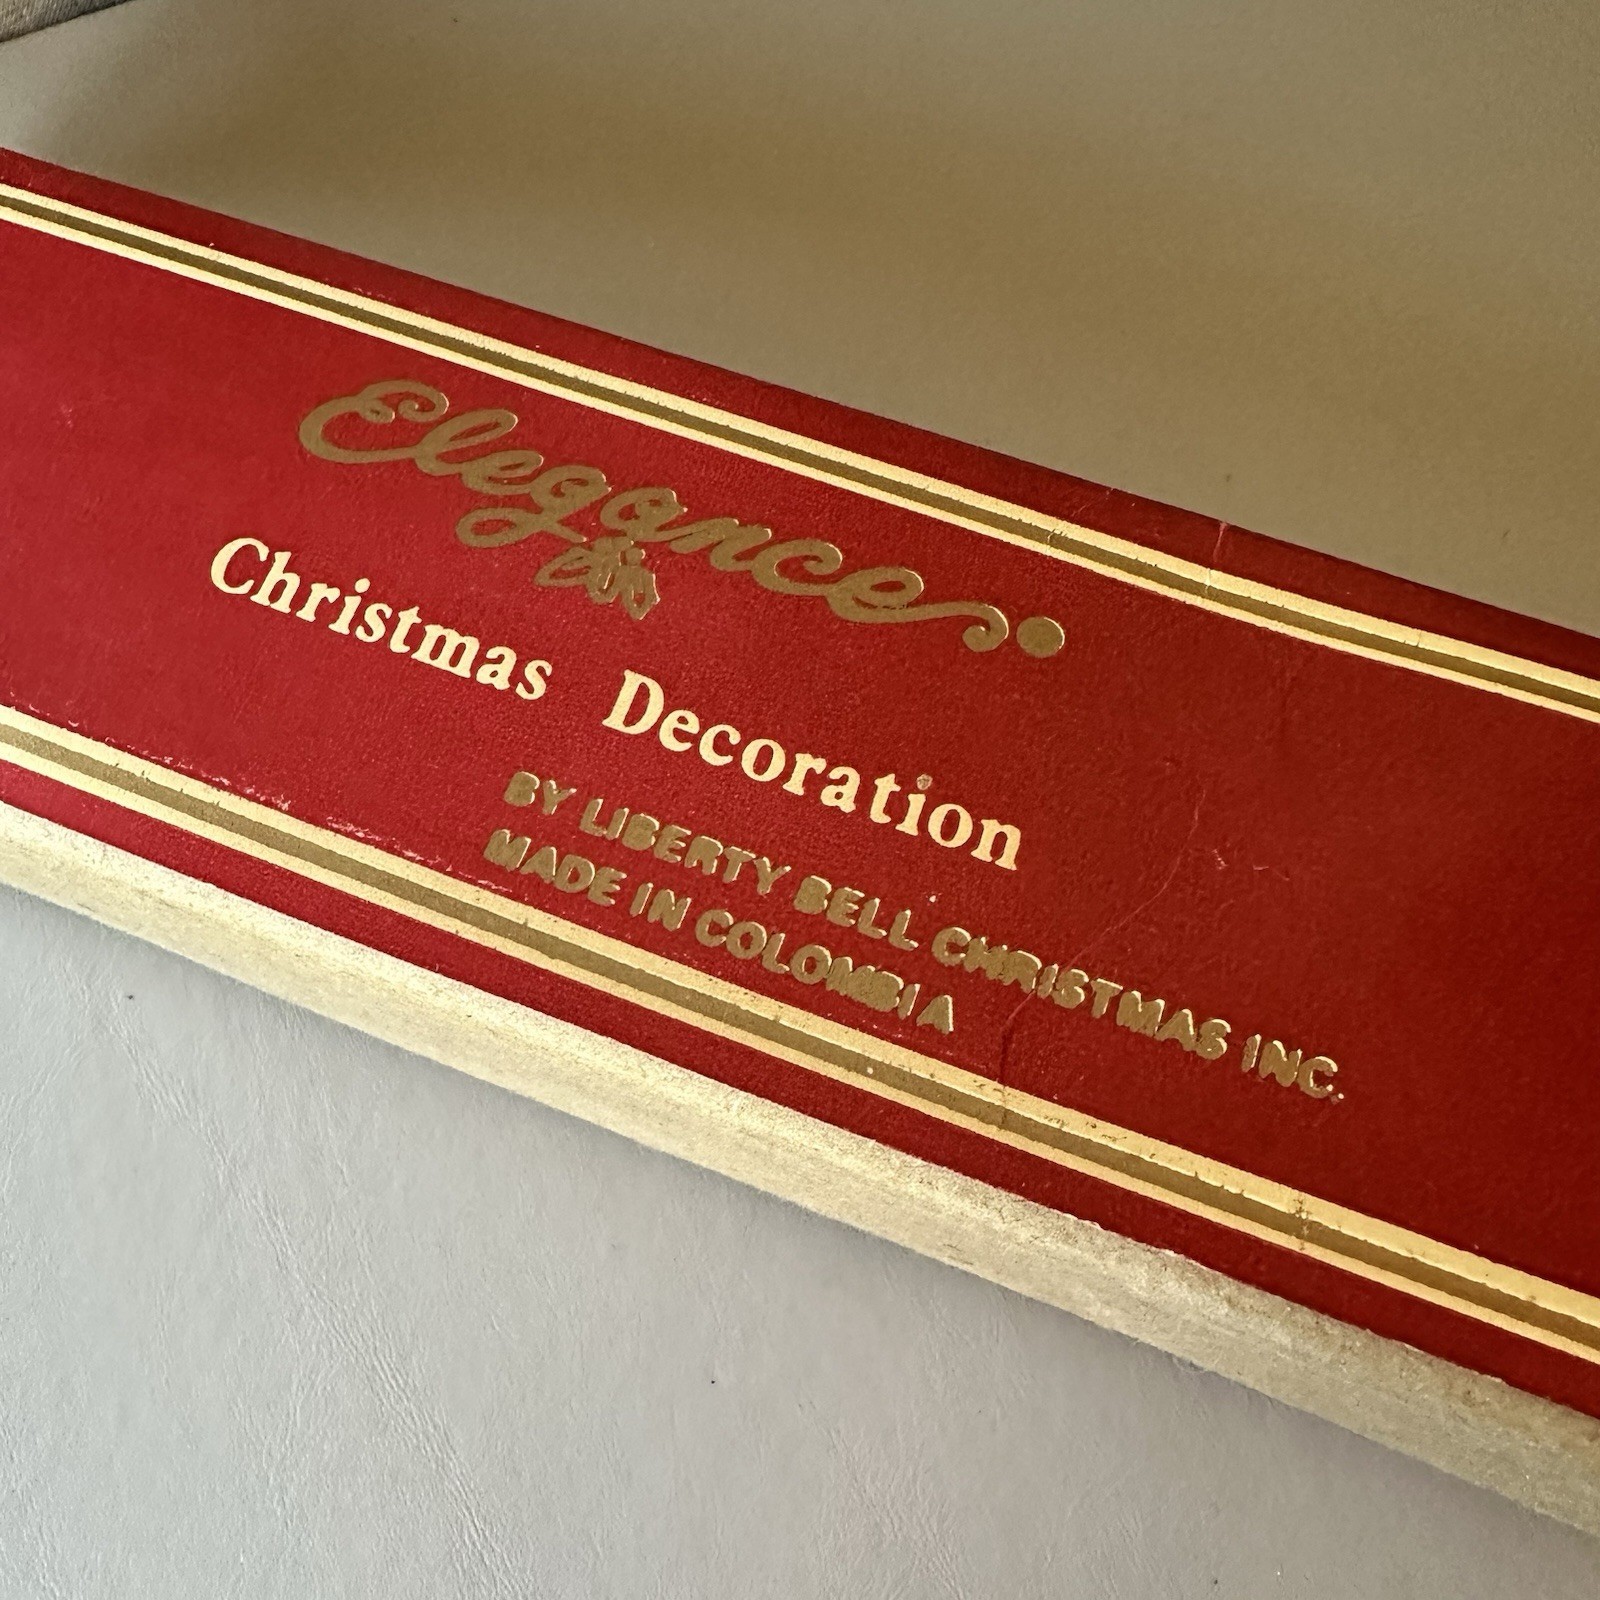 Elegance
Christmas Decoration
BY LIBERTY BELL CHRISTMAS INC.
MADE IN COLOMBIA